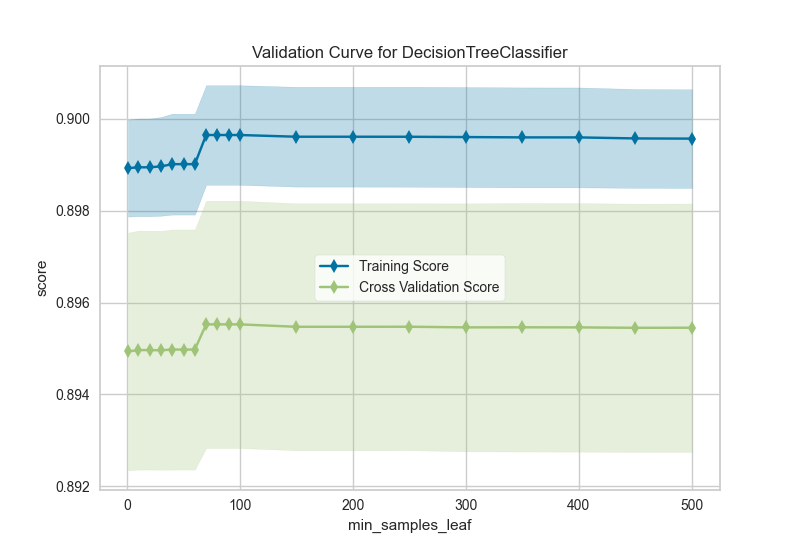 Validation Curve for DecisionTreeClassifier
0.900
0.898
0.896
0.894
0.892
score
Training Score
Cross Validation Score
0 100 200 300 400 500
min_samples_leaf